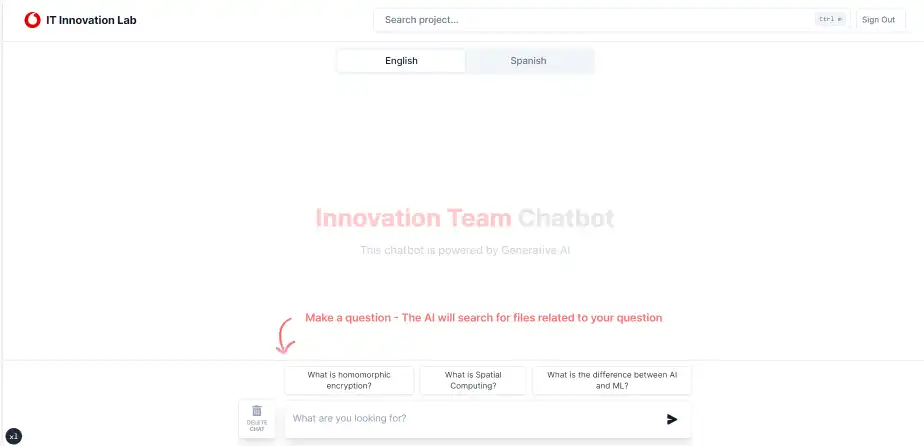 IT Innovation Lab
Search project...
Ctrl
Sign Out
English
Spanish
Innovation Team Chatbot
This chatbot is powered by Generative AI
Make a question - The AI will search for files related to your question
What is homomorphic
encryption?
What is Spatial
Computing?
What is the difference between AI
and ML?
DELETE
CHAT
What are you looking for?
xl